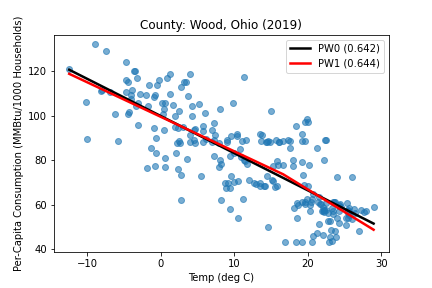 County: Wood, Ohio (2019)
PW0 (0.642)
PW1 (0.644)
Per-Capita Consumption (MMBtu/1000 Households)
120
100
80
60
40
−10
0
10
20
30
Temp (deg C)